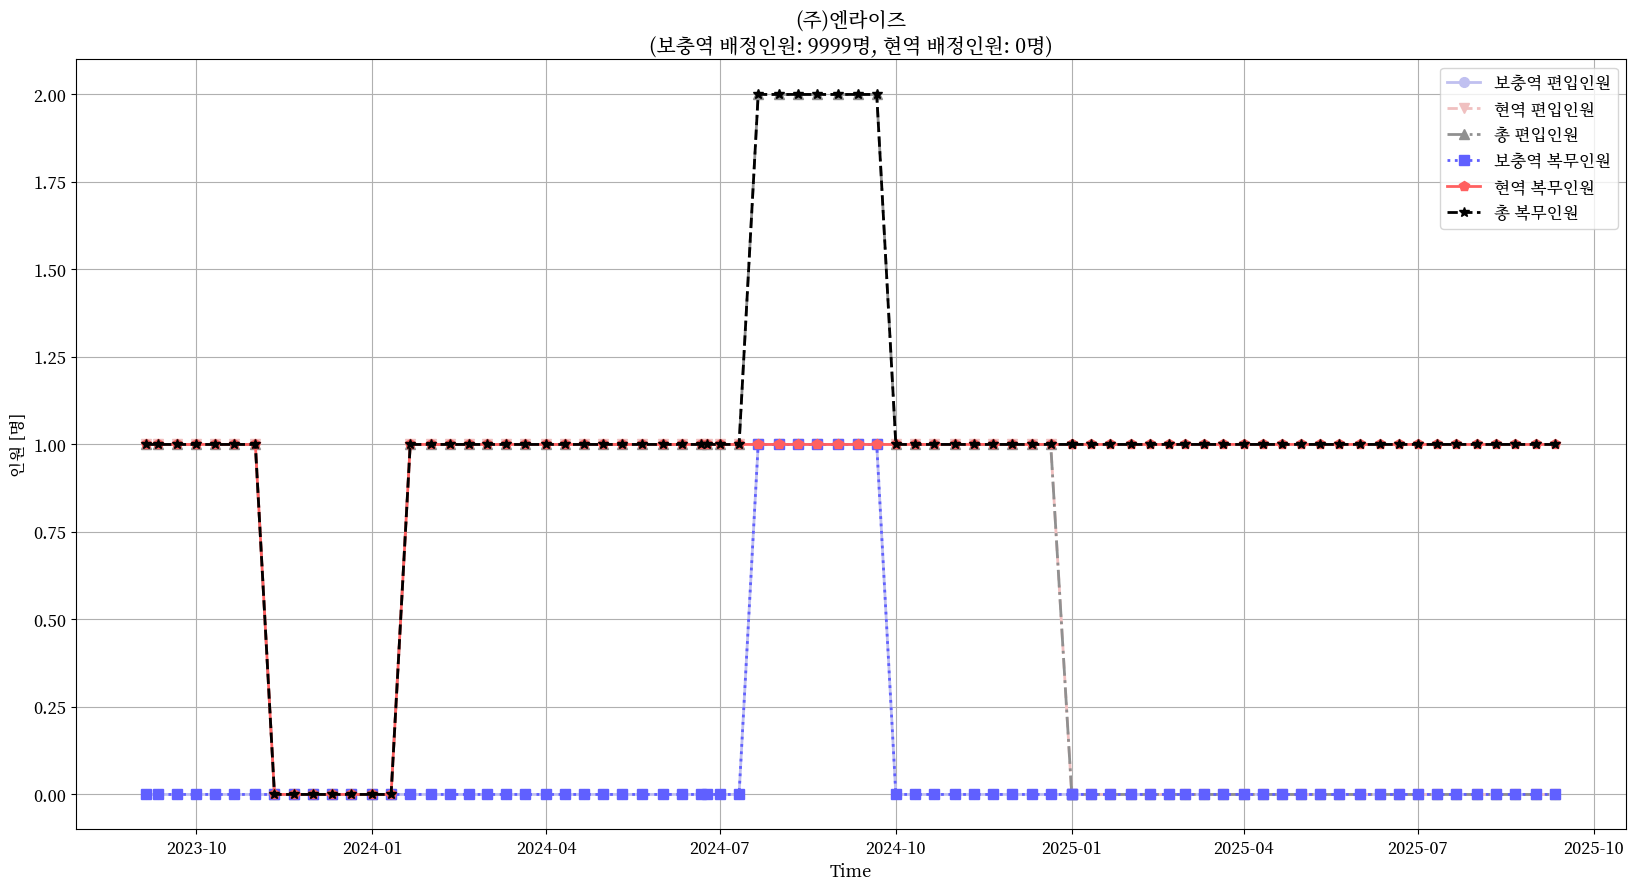 (주)엔라이즈
(보충역 배정인원: 9999명, 현역 배정인원: 0명)
보충역 편입인원
현역 편입인원
총 편입인원
보충역 복무인원
현역 복무인원
총 복무인원
인원 [명]
2.00
1.75
1.50
1.25
1.00
0.75
0.50
0.25
0.00
2023-10
2024-01
2024-04
2024-07
2024-10
2025-01
2025-04
2025-07
2025-10
Time